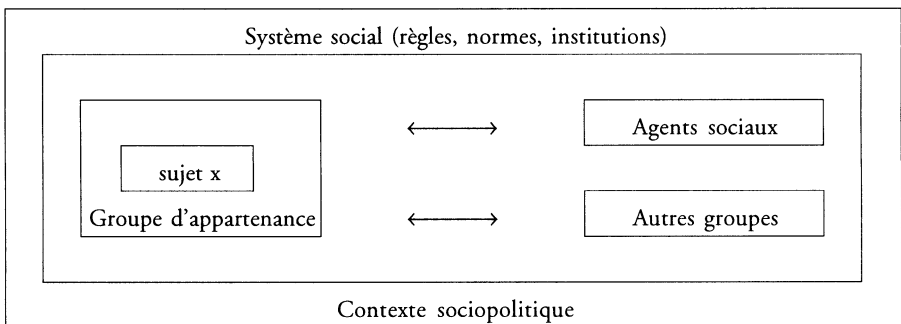 Système social (règles, normes, institutions)
Agents sociaux
sujet x
Groupe d'appartenance
Autres groupes
Contexte sociopolitique